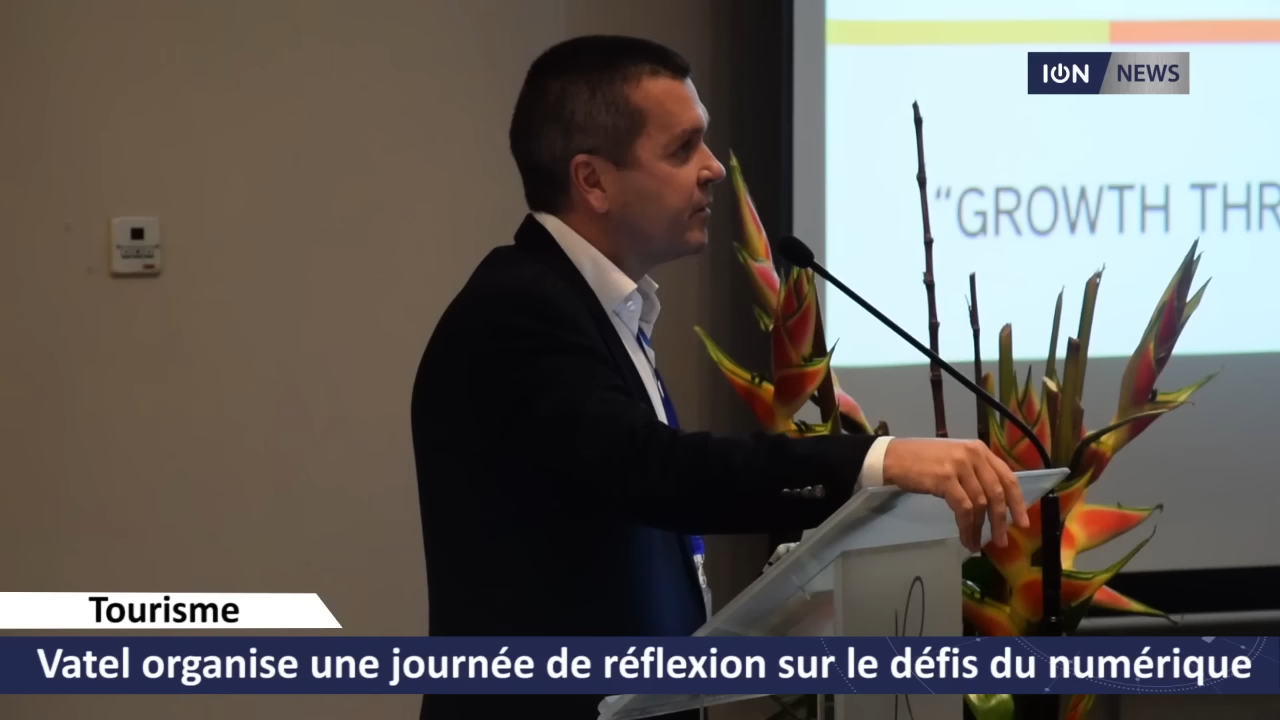 ION NEWS
“GROWTH THR
Tourisme
Vatel organise une journée de réflexion sur le défis du numérique